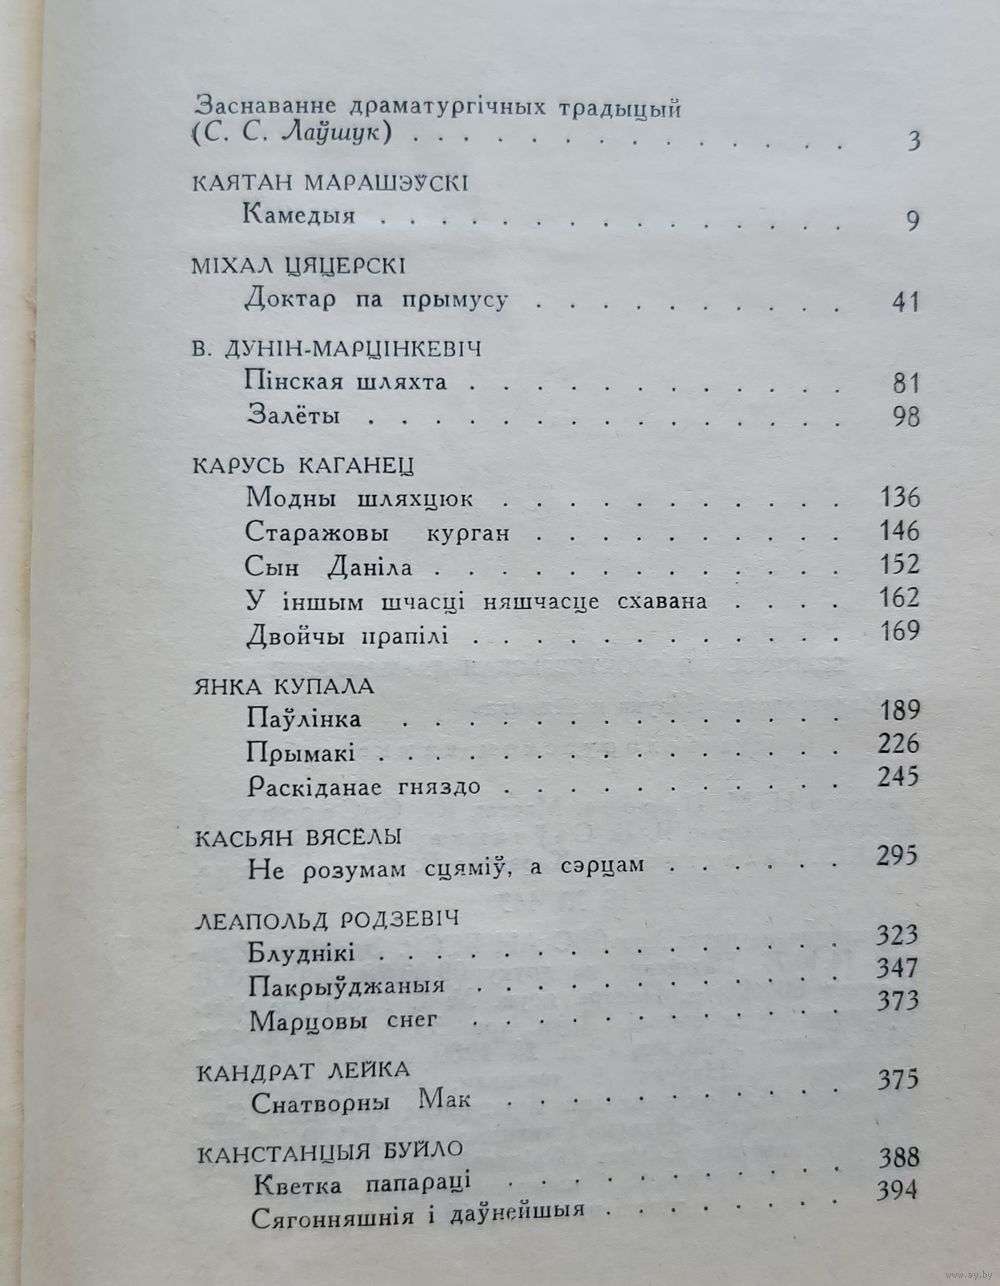 Заснаванне драматургічных традыцый
(С. С. Лаўшук) . . . . . . . . . . . . . 3
КАЯТАН МАРАШЭЎСКІ
Камедыя . . . . . . . . . . . . . . 9
МІХАЛ ЦЯЦЕРСКІ
Доктар па прымусу . . . . . . . . . . 41
В. ДУНІН-МАРЦІНКЕВІЧ
Пінская шляхта . . . . . . . . . . . . 81
Залёты . . . . . . . . . . . . . . . 98
КАРУСЬ КАГАНЕЦ
Модны шляхцюк . . . . . . . . . . . 136
Старажовы курган . . . . . . . . . . 146
Сын Даніла . . . . . . . . . . . . . 152
У іншым шчасці няшчасце схавана . . . . 162
Двойчы прапілі . . . . . . . . . . . . 169
ЯНКА КУПАЛА
Паўлінка . . . . . . . . . . . . . . 189
Прымакі . . . . . . . . . . . . . . . 226
Раскіданае гняздо . . . . . . . . . . . 245
КАСЬЯН ВЯСЁЛЫ
Не розумам сцяміў, а сэрцам . . . . . . 295
ЛЕАПОЛЬД РОДЗЕВІЧ
Блуднікі . . . . . . . . . . . . . . . 323
Пакрыўджаныя . . . . . . . . . . . . 347
Марцовы снег . . . . . . . . . . . . 373
КАНДРАТ ЛЕЙКА
Снатворны Мак . . . . . . . . . . . 375
КАНСТАНЦЫЯ БУЙЛО
Кветка папараці . . . . . . . . . . . 388
Сягонняшнія і даўнейшыя . . . . . . . . 394
www.ay.by